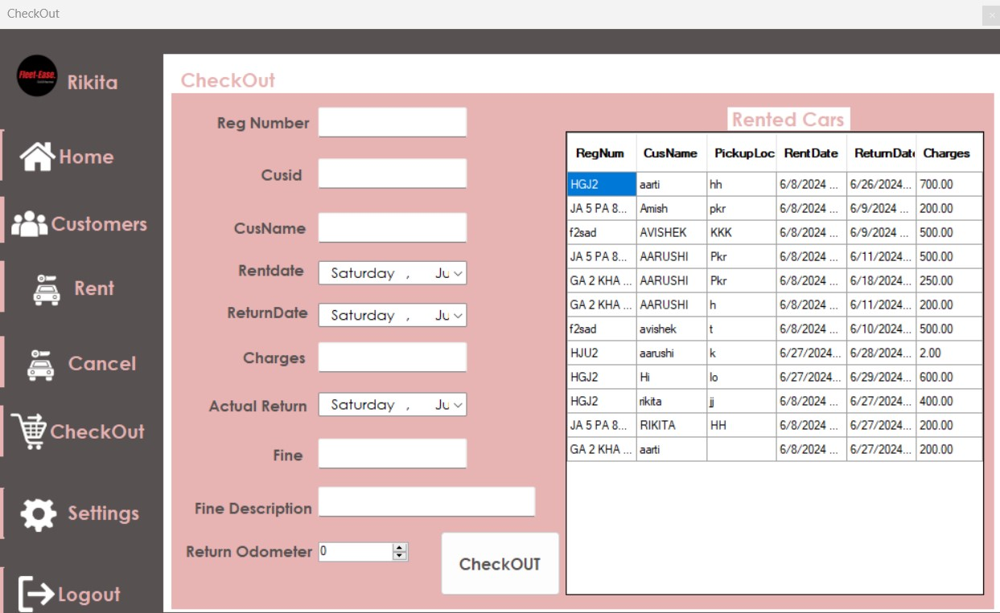 CheckOut
Fleet-Ease.
Rikita
Home
Customers
Rent
Cancel
CheckOut
Settings
Logout
CheckOut
Reg Number
Cusid
CusName
Rentdate Saturday , Ju
ReturnDate Saturday , Ju
Charges
Actual Return Saturday , Ju
Fine
Fine Description
Return Odometer 0
CheckOUT
Rented Cars
RegNum CusName PickupLoc RentDate ReturnDate Charges
HGJ2 aarti hh 6/8/2024 ... 6/26/2024... 700.00
JA 5 PA 8... Amish pkr 6/8/2024 ... 6/9/2024 ... 200.00
f2sad AVISHEK KKK 6/8/2024 ... 6/9/2024 ... 500.00
JA 5 PA 8... AARUSHI Pkr 6/8/2024 ... 6/11/2024... 500.00
GA 2 KHA ... AARUSHI Pkr 6/8/2024 ... 6/18/2024... 250.00
GA 2 KHA ... AARUSHI h 6/8/2024 ... 6/11/2024... 200.00
f2sad avishek t 6/8/2024 ... 6/10/2024... 500.00
HJU2 aarushi k 6/27/2024... 6/28/2024... 2.00
HGJ2 Hi lo 6/27/2024... 6/29/2024... 600.00
HGJ2 rikita jj 6/8/2024 ... 6/27/2024... 400.00
JA 5 PA 8... RIKITA HH 6/8/2024 ... 6/27/2024... 200.00
GA 2 KHA ... aarti 6/8/2024 ... 6/27/2024... 200.00